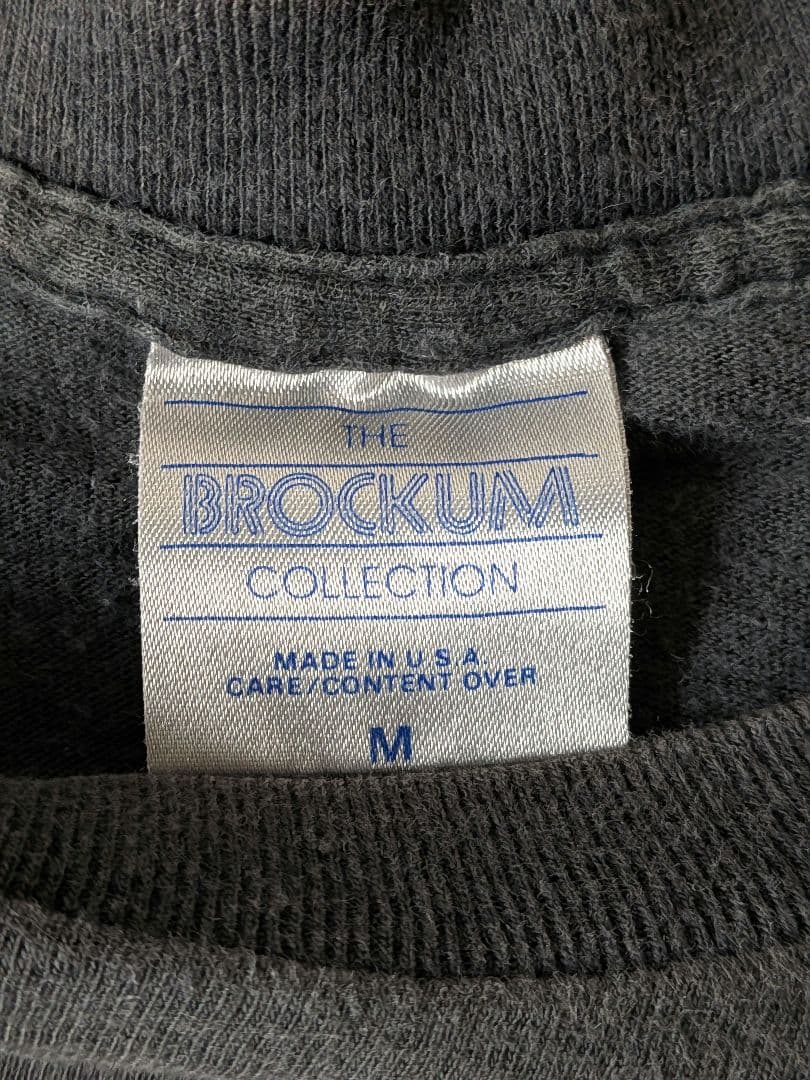 THE
BROCKUM
COLLECTION
MADE IN U.S.A
CARE/CONTENT OVER
M